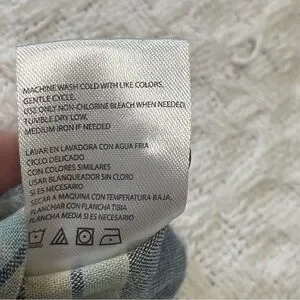 MACHINE WASH COLD WITH LIKE COLORS,
GENTLE CYCLE.
USE ONLY NON-CHLORINE BLEACH WHEN NEEDED
TUMBLE DRY LOW.
MEDIUM IRON IF NEEDED
LAVAR EN LAVADORA CON AGUA FRIA
CICLO DELICADO
CON COLORES SIMILARES
USAR BLANQUEADOR SIN CLORO
SI ES NECESARIO
SECAR A MAQUINA CON TEMPERATURA BAJA,
PLANCHAR CON PLANCHA TIBIA
PLANCHA MEDIA SI ES NECESARIO